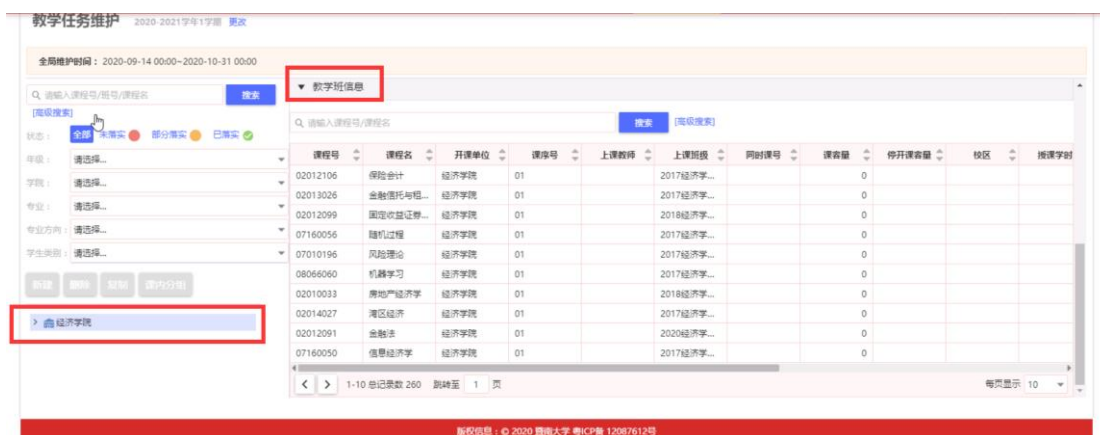 教学任务维护 2020-2021学年1学期 更改
全局维护时间： 2020-09-14 00:00~2020-10-31 00:00
请输入课程号/班号/课程名 搜索
[高级搜索]
状态： 全部 未落实 部分落实 已落实
年级： 请选择...
学院： 请选择...
专业： 请选择...
专业方向： 请选择...
学生类别： 请选择...
新建 删除 复制 课内分组
经济学院
教学班信息
请输入课程号/课程名 搜索 [高级搜索]
课程号 课程名 开课单位 课序号 上课教师 上课班级 同时课号 课容量 停开课容量 校区 授课学时
02012106 保险会计 经济学院 01 2017经济学... 0
02013026 金融信托与租... 经济学院 01 2017经济学... 0
02012099 固定收益证券... 经济学院 01 2018经济学... 0
07160056 随机过程 经济学院 01 2017经济学... 0
07010196 风险理论 经济学院 01 2017经济学... 0
08066060 机器学习 经济学院 01 2017经济学... 0
02010033 房地产经济学 经济学院 01 2018经济学... 0
02014027 湾区经济 经济学院 01 2017经济学... 0
02012091 金融法 经济学院 01 2020经济学... 0
07160050 信息经济学 经济学院 01 2017经济学... 0
1-10 总记录数 260 跳转至 1 页 每页显示 10
版权信息：© 2020 暨南大学 粤ICP备 12087612号